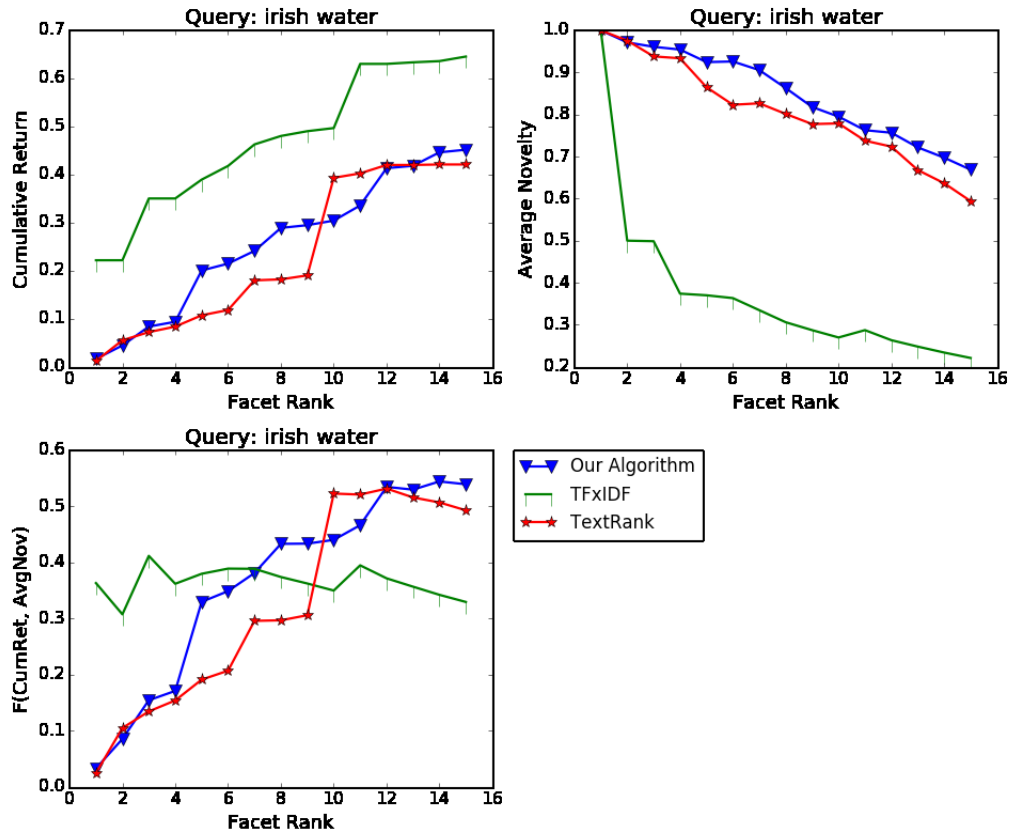 Query: irish water
Cumulative Return
0.7
0.6
0.5
0.4
0.3
0.2
0.1
0.0
0 2 4 6 8 10 12 14 16
Facet Rank
Query: irish water
Average Novelty
1.0
0.9
0.8
0.7
0.6
0.5
0.4
0.3
0.2
0 2 4 6 8 10 12 14 16
Facet Rank
Query: irish water
F(CumRet, AvgNov)
0.6
0.5
0.4
0.3
0.2
0.1
0.0
0 2 4 6 8 10 12 14 16
Facet Rank
Our Algorithm
TFxIDF
TextRank